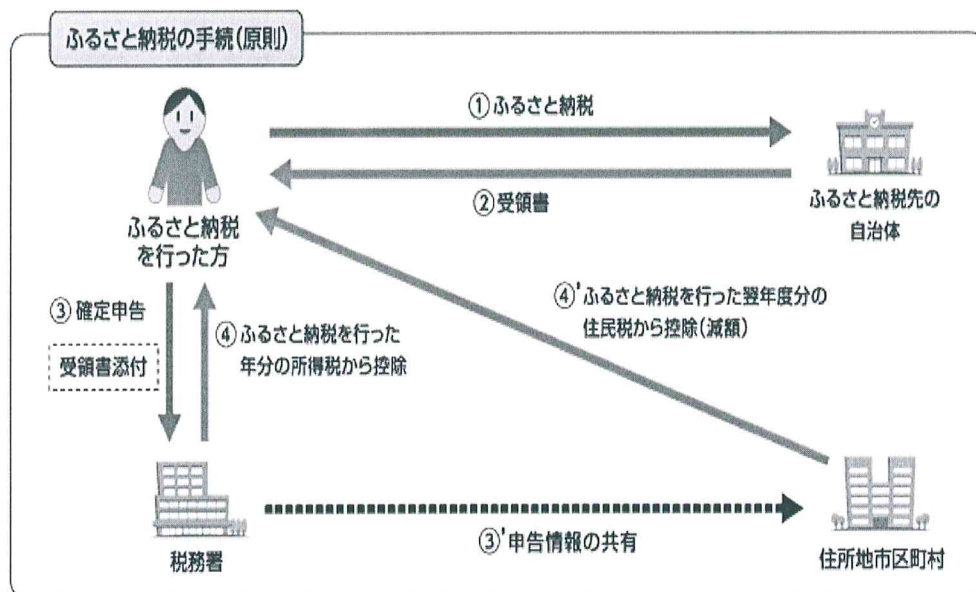 ふるさと納税の手続(原則)
①ふるさと納税
②受領書
ふるさと納税先の
自治体
ふるさと納税
を行った方
③確定申告
受領書添付
④ふるさと納税を行った
年分の所得税から控除
④'ふるさと納税を行った翌年度分の
住民税から控除(減額)
税務署
③'申告情報の共有
住所地市区町村